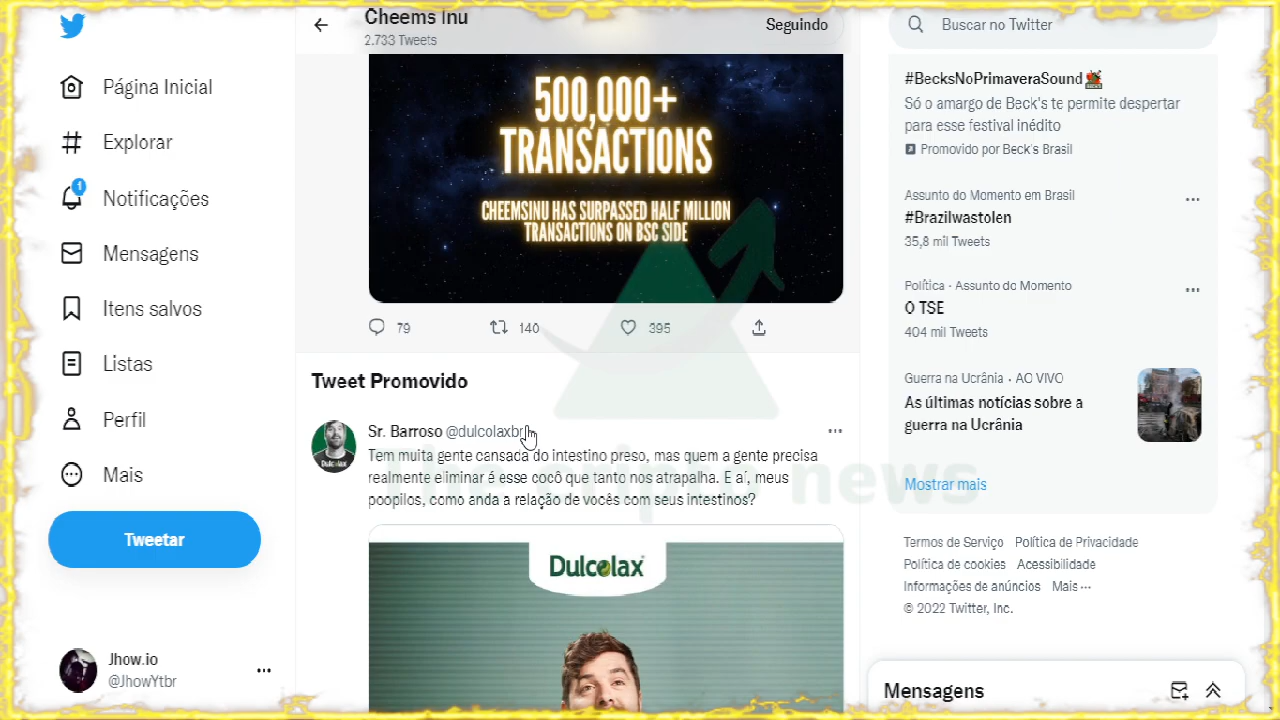 Página Inicial
Explorar
1
Notificações
Mensagens
Itens salvos
Listas
Perfil
Mais
Tweetar
Jhow.io
@JhowYtbr
Cheems Inu
2.733 Tweets
Seguindo
500,000+
TRANSACTIONS
CHEEMSINU HAS SURPASSED HALF MILLION
TRANSACTIONS ON BSC SIDE
79 140 395
Tweet Promovido
Sr. Barroso @dulcolaxbr
Tem muita gente cansada do intestino preso, mas quem a gente precisa
realmente eliminar é esse cocô que tanto nos atrapalha. E aí, meus
poopilos, como anda a relação de vocês com seus intestinos?
Dulcolax
Dulcolax
news
Buscar no Twitter
#BecksNoPrimaveraSound
Só o amargo de Beck's te permite despertar
para esse festival inédito
Promovido por Beck's Brasil
Assunto do Momento em Brasil
#Brazilwastolen
35,8 mil Tweets
Política · Assunto do Momento
O TSE
404 mil Tweets
Guerra na Ucrânia · AO VIVO
As últimas notícias sobre a
guerra na Ucrânia
Mostrar mais
Termos de Serviço Política de Privacidade
Política de cookies Acessibilidade
Informações de anúncios Mais ···
© 2022 Twitter, Inc.
Mensagens